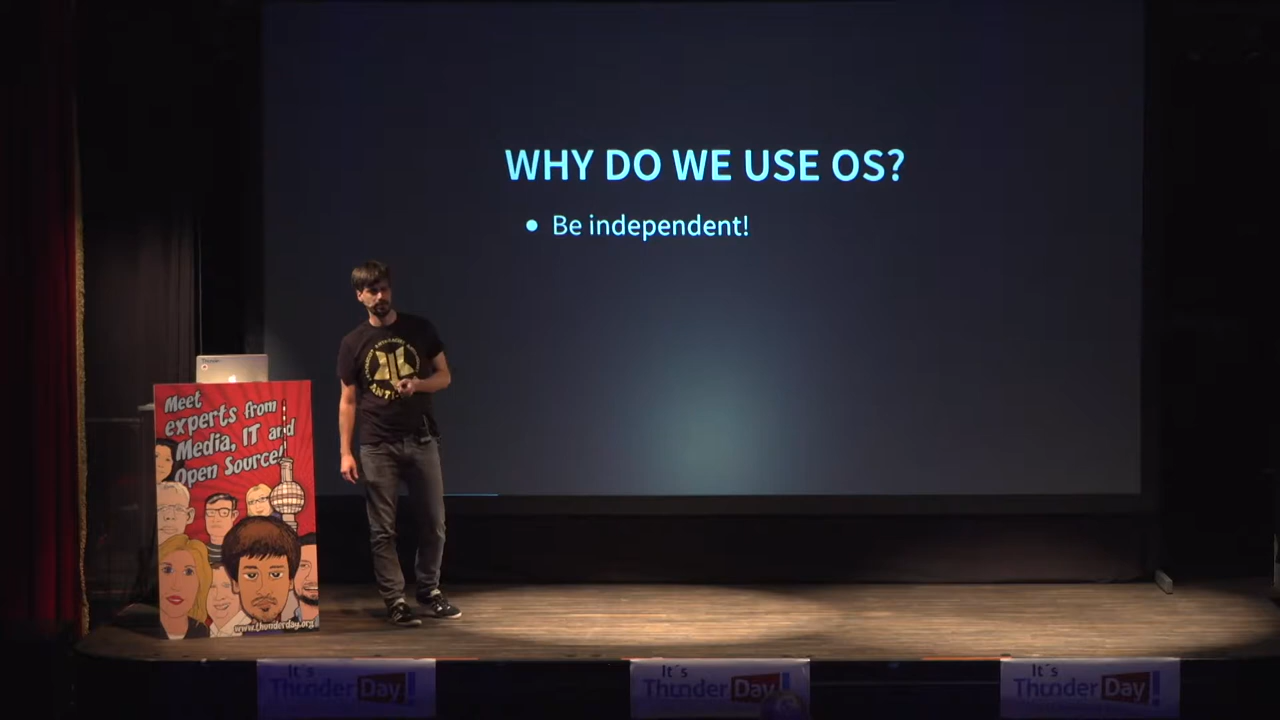 WHY DO WE USE OS?
• Be independent!
Meet
experts from
Media, IT and
Open Source!
www.thunderday.org
ANTI
It´s
Thunder Day!
It´s
Thunder Day!
It´s
Thunder Day!